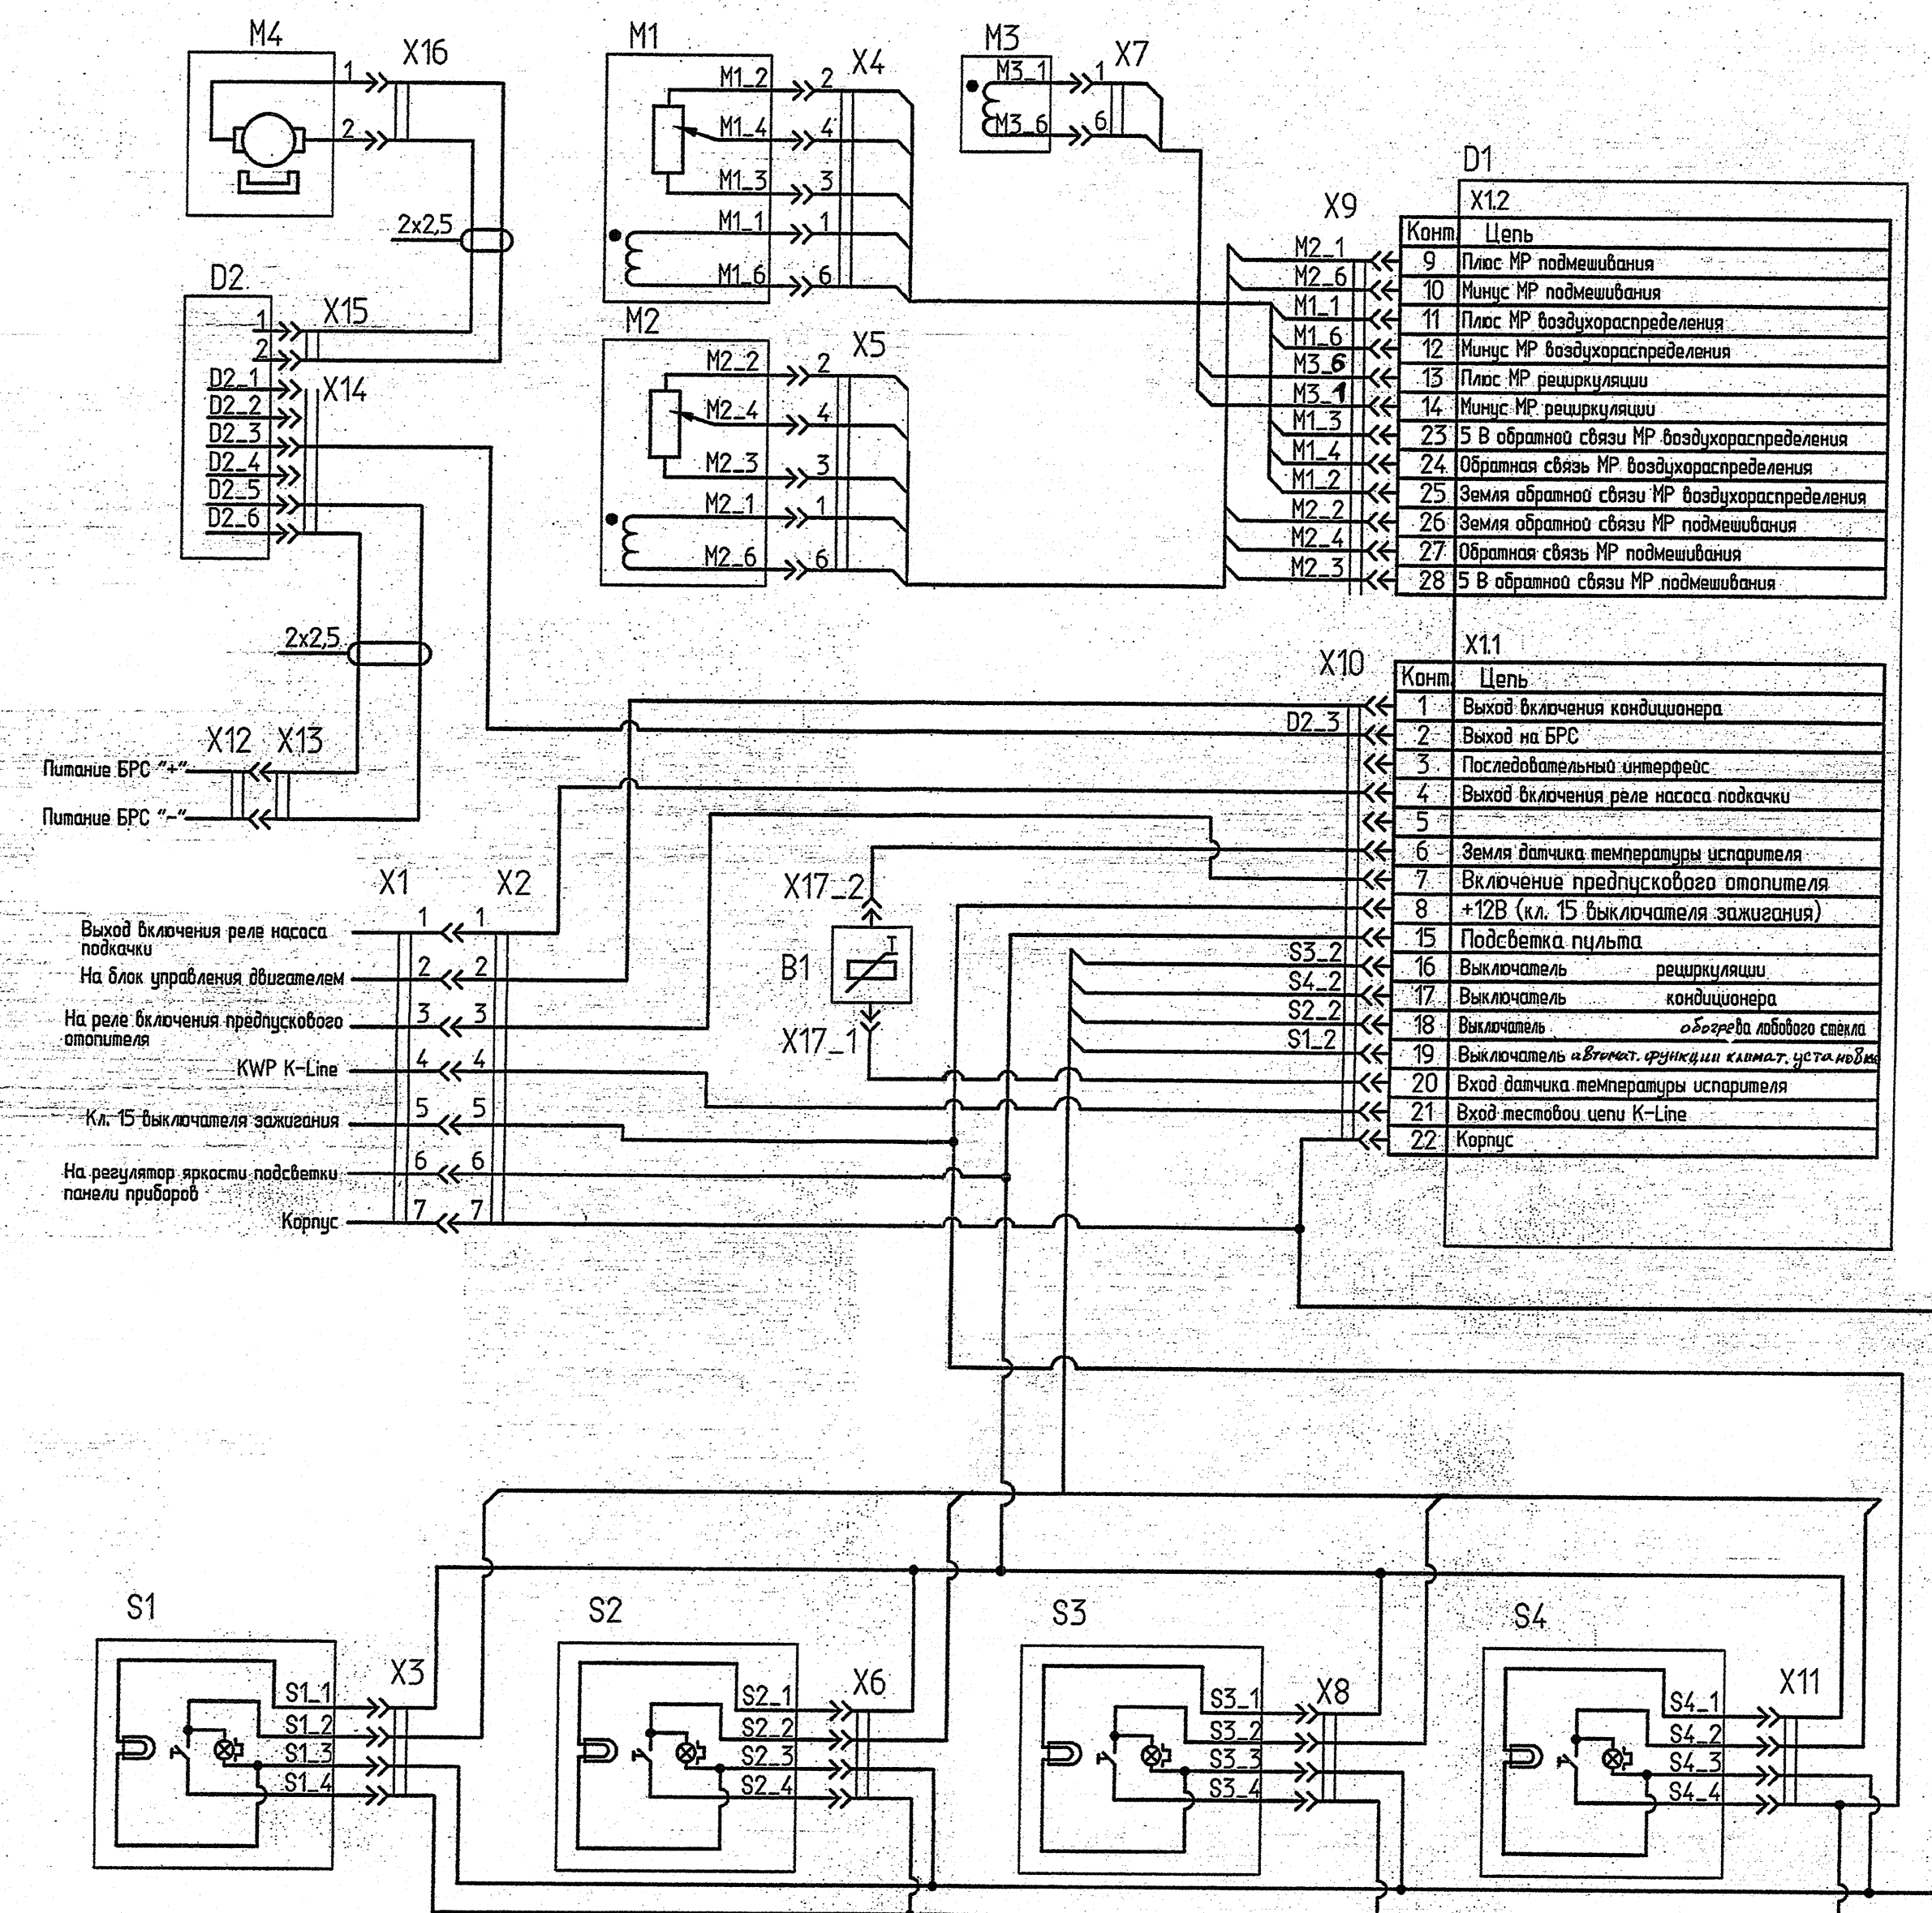 M4
X16
1
2
2x2,5
D2
X15
1
2
X14
D2_1
D2_2
D2_3
D2_4
D2_5
D2_6
2x2,5
X12
X13
Питание БРС "+"
Питание БРС "-"
M1
X4
M1_2 2
M1_4 4
M1_3 3
M1_1 1
M1_6 6
M2
X5
M2_2 2
M2_4 4
M2_3 3
M2_1 1
M2_6 6
M3
X7
M3_1 1
M3_6 6
D1
X9
X1.2
Конт. Цепь
M2_1 9 Плюс МР подмешивания
M2_6 10 Минус МР подмешивания
M1_1 11 Плюс МР воздухораспределения
M1_6 12 Минус МР воздухораспределения
M3_6 13 Плюс МР рециркуляции
M3_1 14 Минус МР рециркуляции
M1_3 23 5 В обратной связи МР воздухораспределения
M1_4 24 Обратная связь МР воздухораспределения
M1_2 25 Земля обратной связи МР воздухораспределения
M2_2 26 Земля обратной связи МР подмешивания
M2_4 27 Обратная связь МР подмешивания
M2_3 28 5 В обратной связи МР подмешивания
X10
X1.1
Конт. Цепь
1 Выход включения кондиционера
D2_3 2 Выход на БРС
3 Последовательный интерфейс
4 Выход включения реле насоса подкачки
5
6 Земля датчика температуры испарителя
7 Включение предпускового отопителя
8 +12В (кл. 15 выключателя зажигания)
15 Подсветка пульта
S3_2 16 Выключатель рециркуляции
S4_2 17 Выключатель кондиционера
S2_2 18 Выключатель обогрева лобового стекла
S1_2 19 Выключатель автомат. функции климат. установки
20 Вход датчика температуры испарителя
21 Вход тестовой цепи K-Line
22 Корпус
X1
X2
Выход включения реле насоса
подкачки
1 1
На блок управления двигателем 2 2
На реле включения предпускового
отопителя
3 3
KWP K-Line 4 4
Кл. 15 выключателя зажигания 5 5
На регулятор яркости подсветки
панели приборов
6 6
Корпус 7 7
X17_2
B1
T
X17_1
S1
X3
S1_1
S1_2
S1_3
S1_4
S2
X6
S2_1
S2_2
S2_3
S2_4
S3
X8
S3_1
S3_2
S3_3
S3_4
S4
X11
S4_1
S4_2
S4_3
S4_4